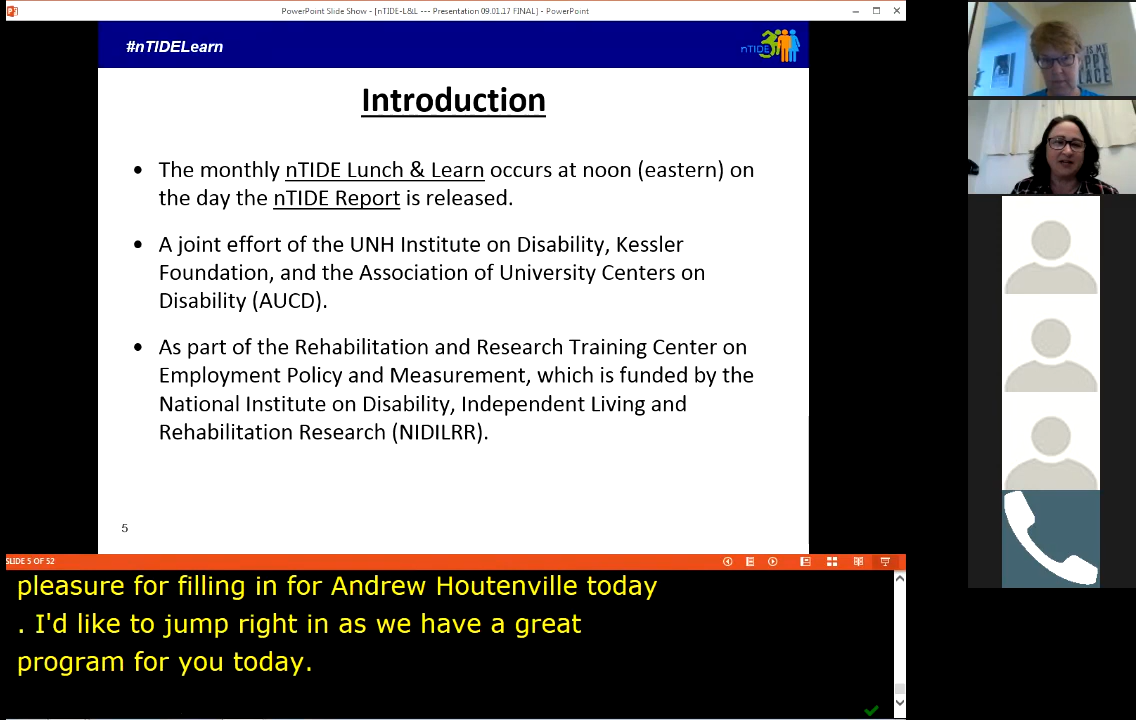 PowerPoint Slide Show - [nTIDE-L&L --- Presentation 09.01.17 FINAL] - PowerPoint
#nTIDELearn
nTIDE
Introduction
• The monthly nTIDE Lunch & Learn occurs at noon (eastern) on
the day the nTIDE Report is released.
• A joint effort of the UNH Institute on Disability, Kessler
Foundation, and the Association of University Centers on
Disability (AUCD).
• As part of the Rehabilitation and Research Training Center on
Employment Policy and Measurement, which is funded by the
National Institute on Disability, Independent Living and
Rehabilitation Research (NIDILRR).
5
SLIDE 5 OF 52
pleasure for filling in for Andrew Houtenville today
. I'd like to jump right in as we have a great
program for you today.
IS MY
PPY
LACE